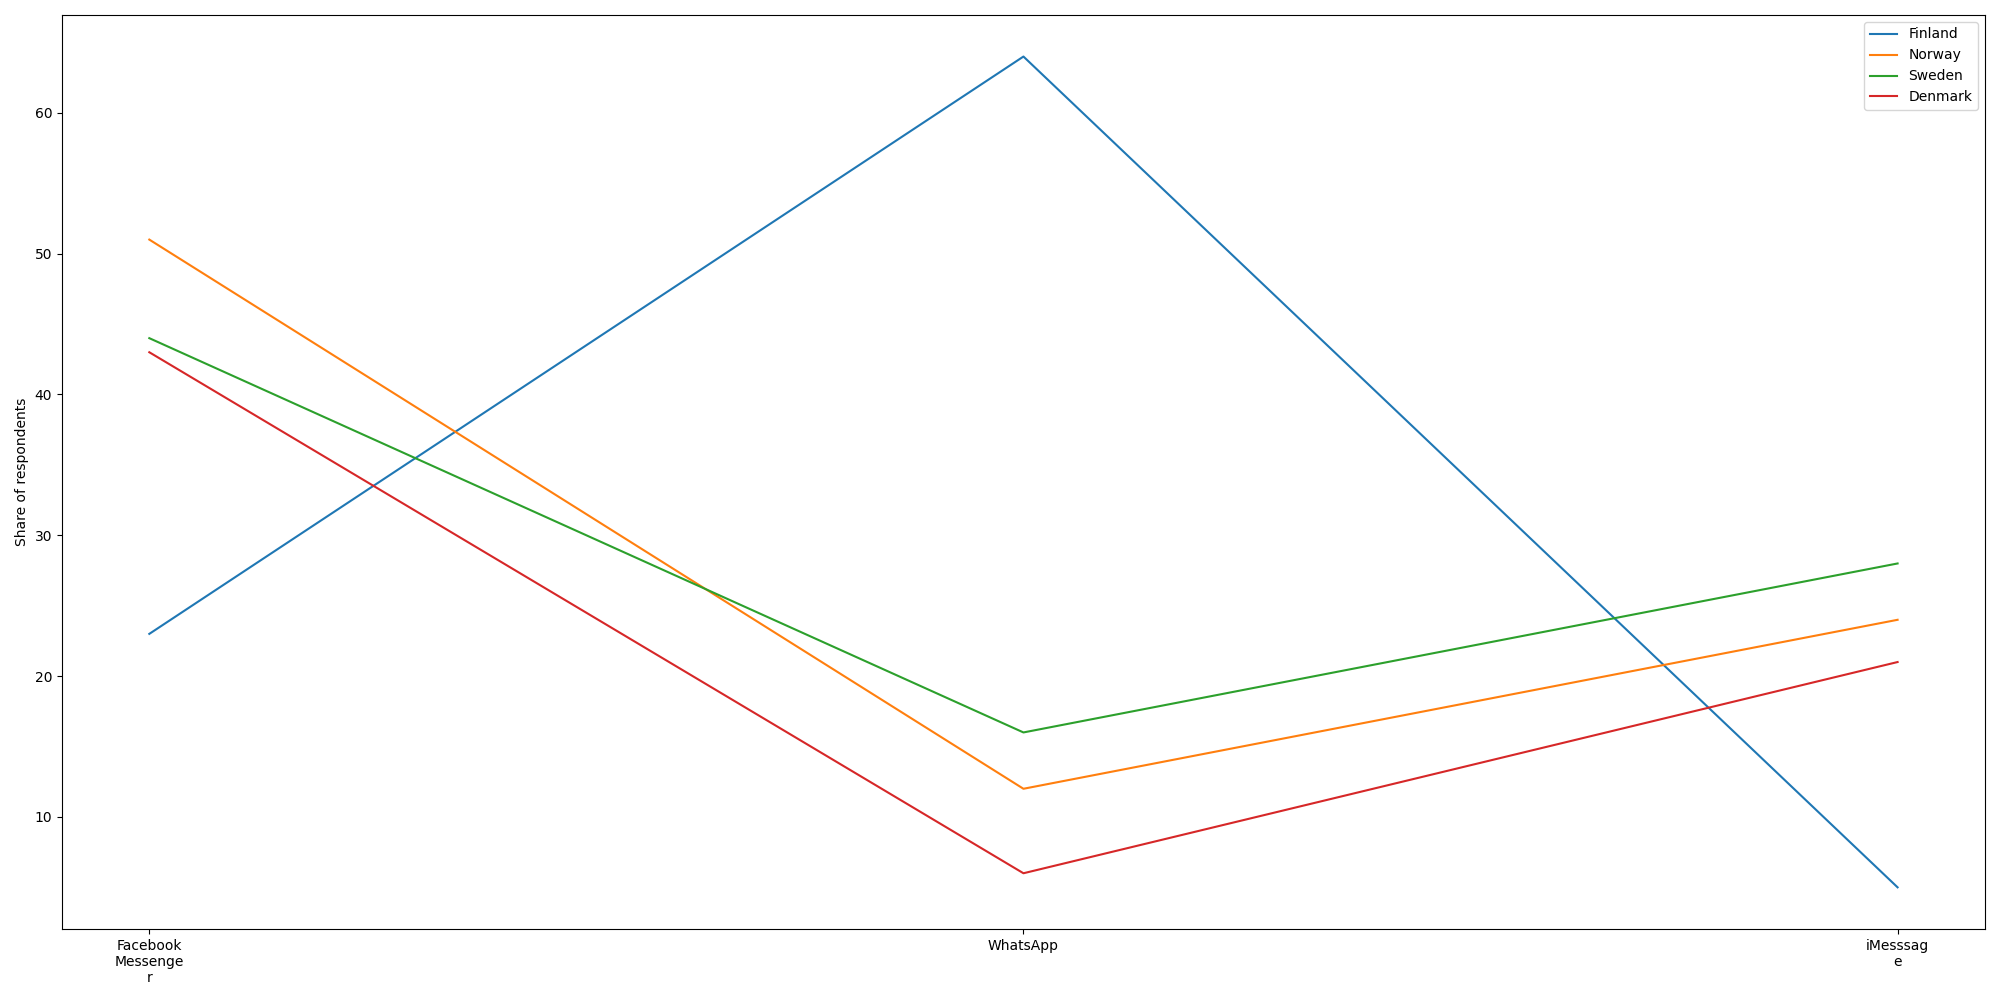 Finland
Norway
Sweden
Denmark
60
50
40
30
20
10
Share of respondents
Facebook
Messenge
r
WhatsApp
iMesssag
e